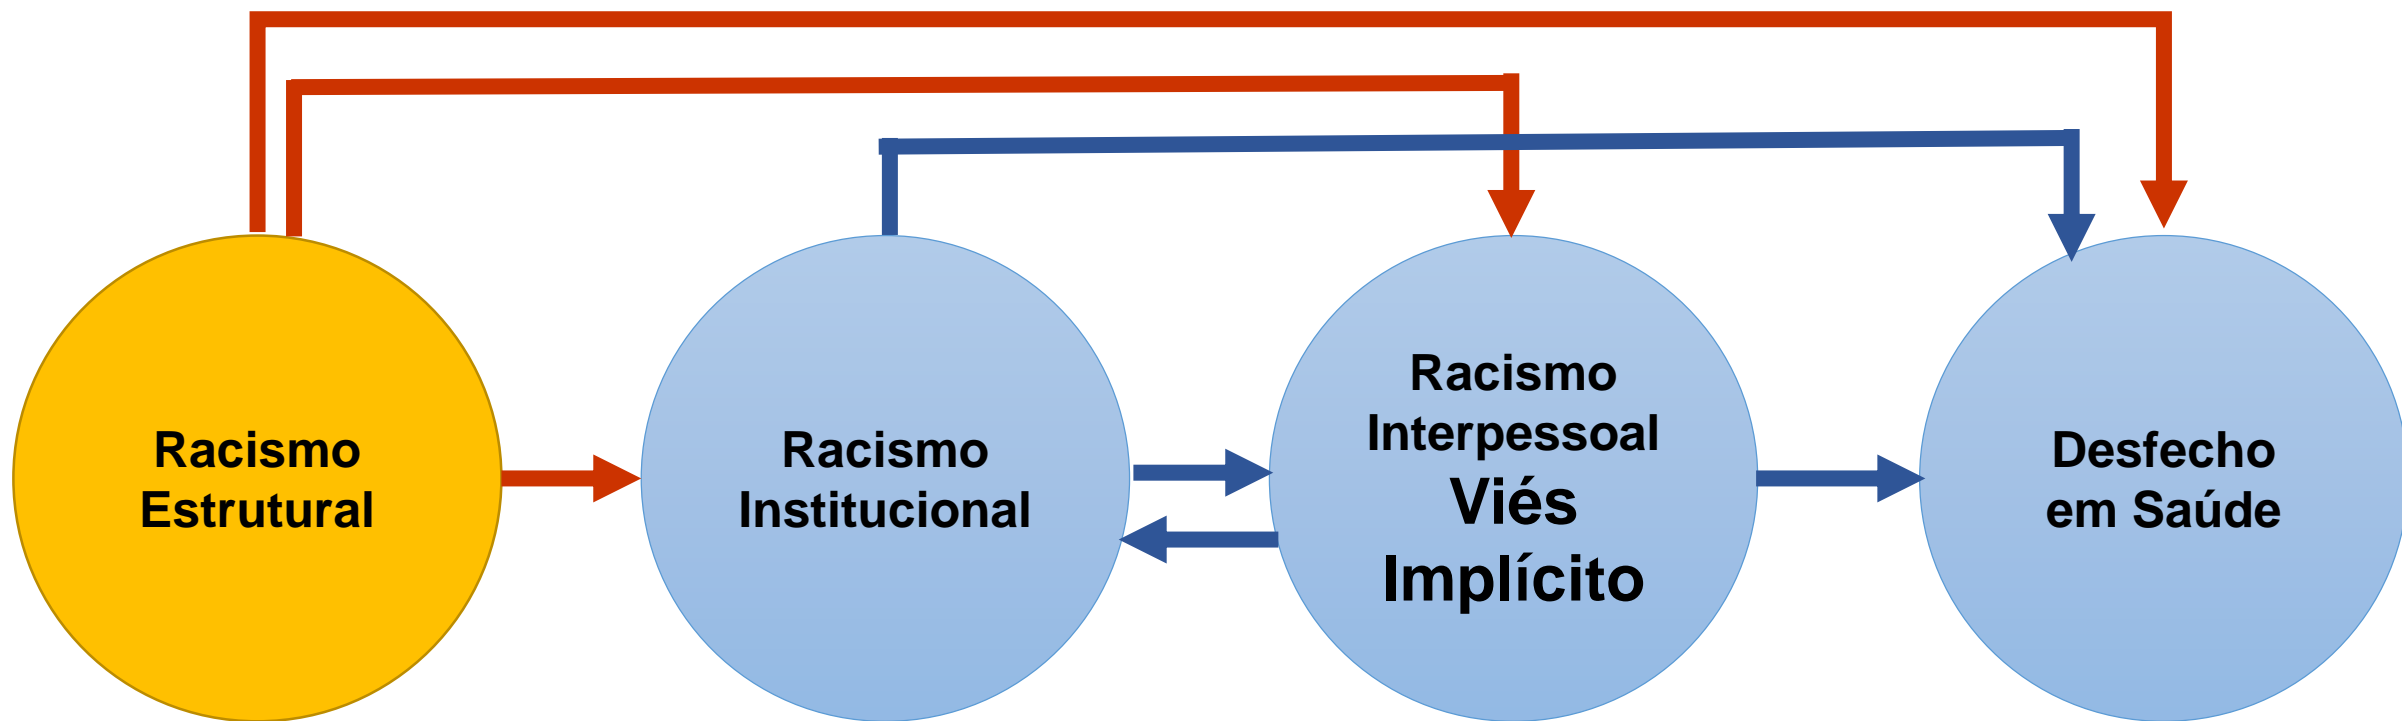 Racismo
Estrutural
Racismo
Institucional
Racismo
Interpessoal
Viés
Implícito
Desfecho
em Saúde